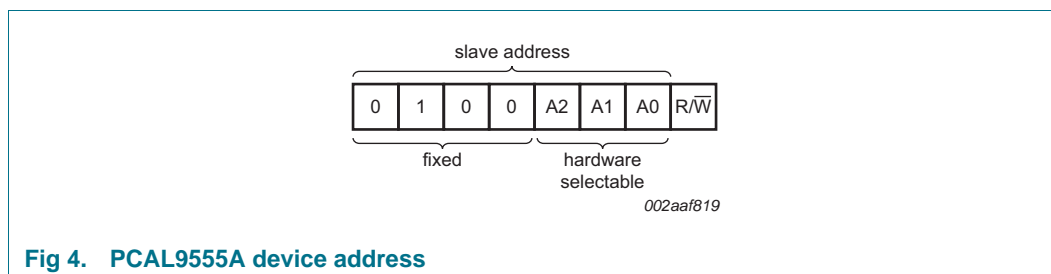 slave address
0 1 0 0 A2 A1 A0 R/W̅
fixed
hardware
selectable
002aaf819
Fig 4. PCAL9555A device address